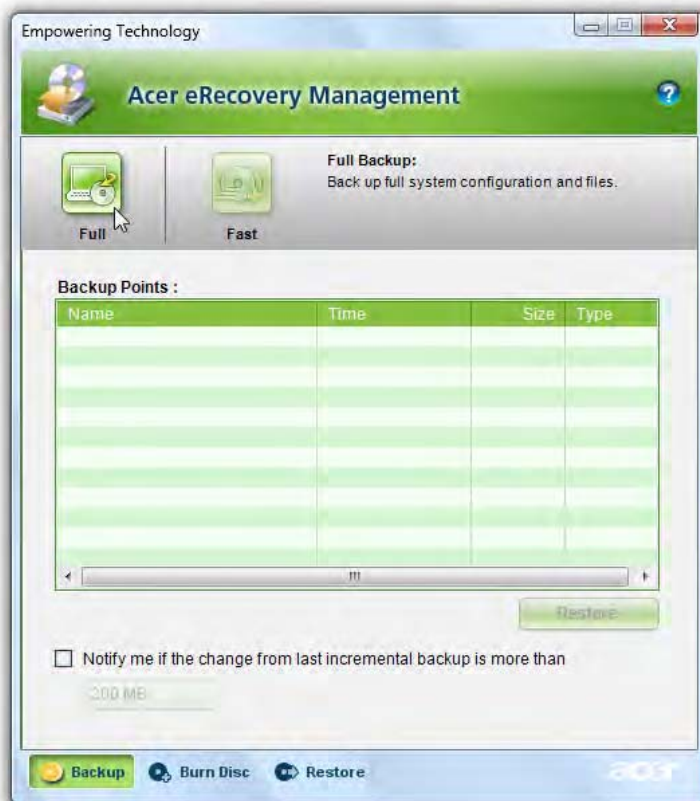 Empowering Technology
Acer eRecovery Management
?
Full Backup:
Back up full system configuration and files.
Full
Fast
Backup Points :
Name Time Size Type
Restore
Notify me if the change from last incremental backup is more than
200 MB
Backup Burn Disc Restore
acer